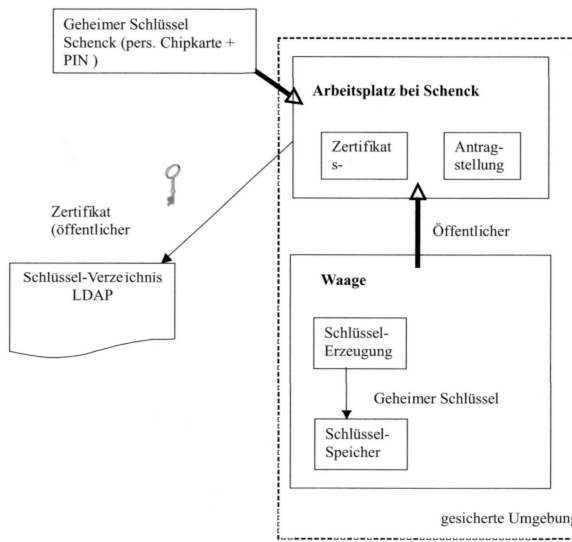 Geheimer Schlüssel
Schenck (pers. Chipkarte +
PIN )
Arbeitsplatz bei Schenck
Zertifikat
s-
Antrag-
stellung
Zertifikat
(öffentlicher
Öffentlicher
Schlüssel-Verzeichnis
LDAP
Waage
Schlüssel-
Erzeugung
Geheimer Schlüssel
Schlüssel-
Speicher
gesicherte Umgebung